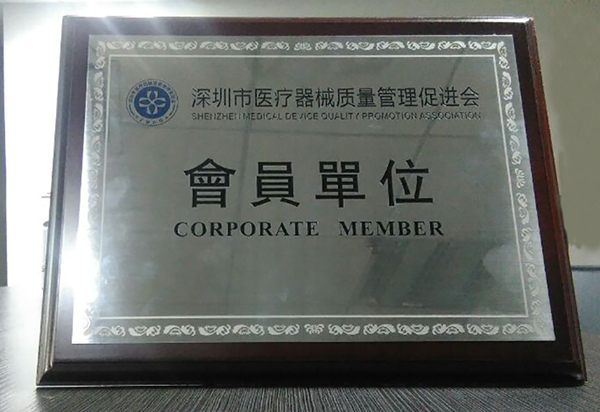 深圳市医疗器械质量管理促进会
SHENZHEN MEDICAL DEVICE QUALITY PROMOTION ASSOCIATION
會員單位
CORPORATE MEMBER